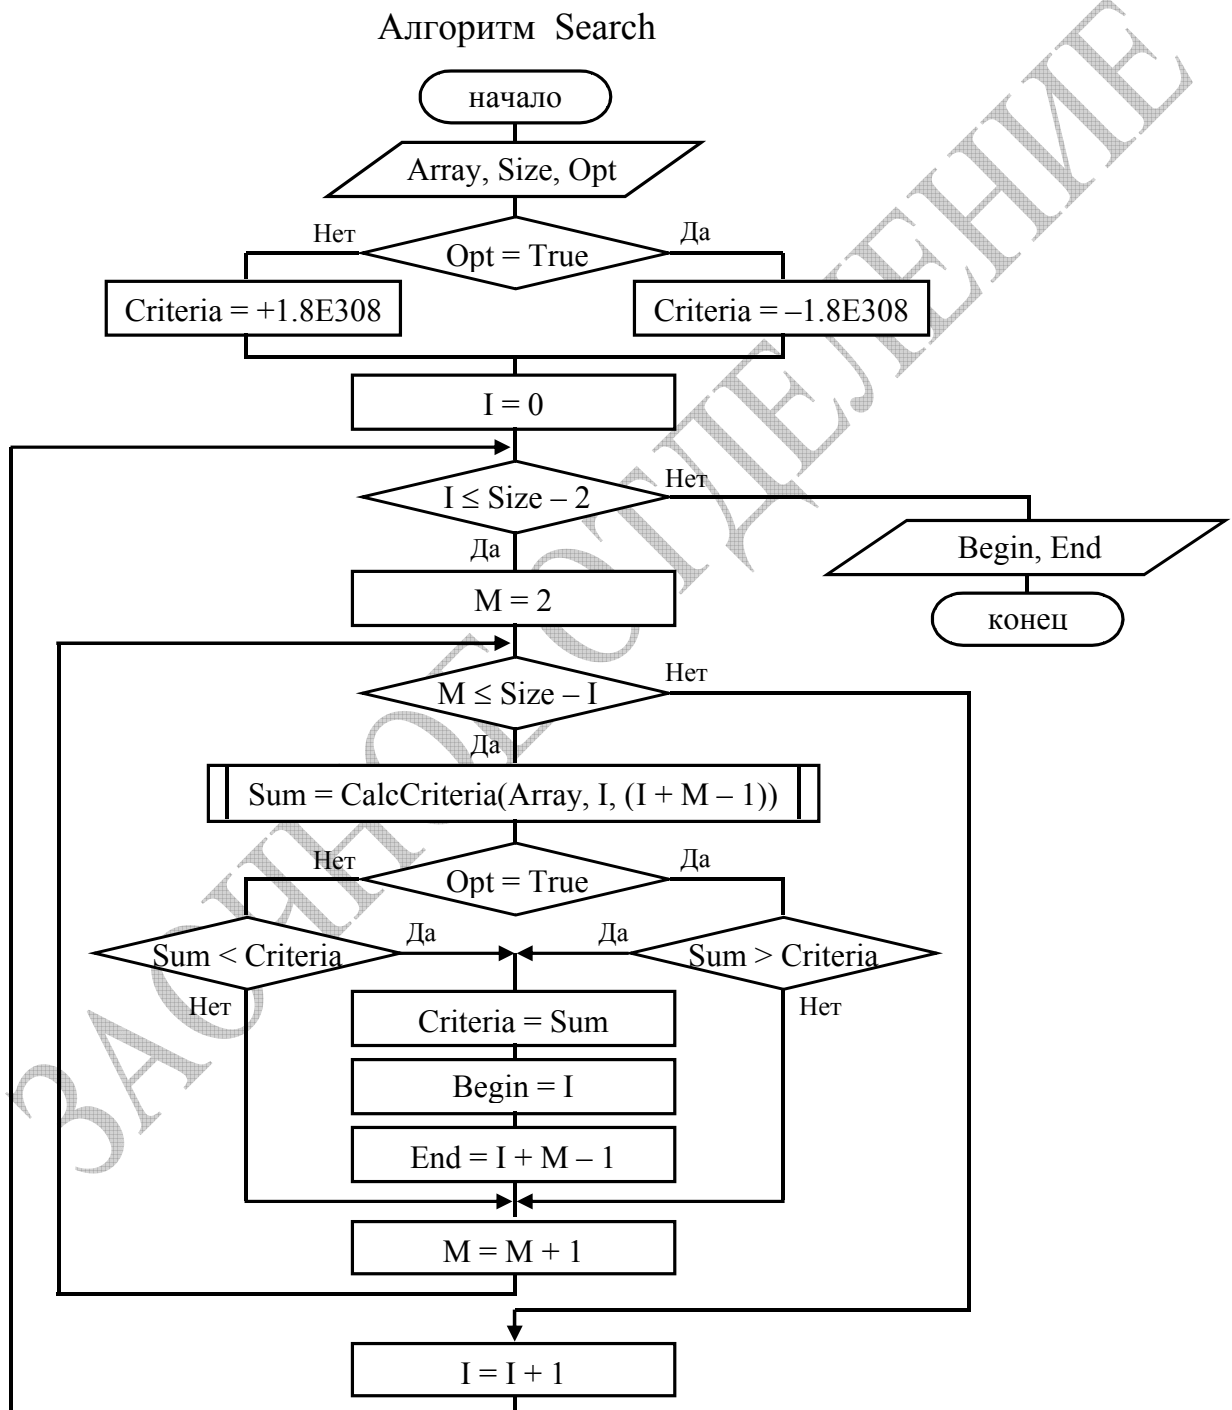 Алгоритм Search
начало
Array, Size, Opt
Нет
Да
Opt = True
Criteria = +1.8E308
Criteria = –1.8E308
I = 0
I ≤ Size – 2
Нет
Begin, End
Да
M = 2
конец
M ≤ Size – I
Нет
Да
Sum = CalcCriteria(Array, I, (I + M – 1))
Нет
Да
Opt = True
Sum < Criteria
Да
Да
Sum > Criteria
Нет
Criteria = Sum
Нет
Begin = I
End = I + M – 1
M = M + 1
I = I + 1
ЗАОЧНОЕ ОТДЕЛЕНИЕ